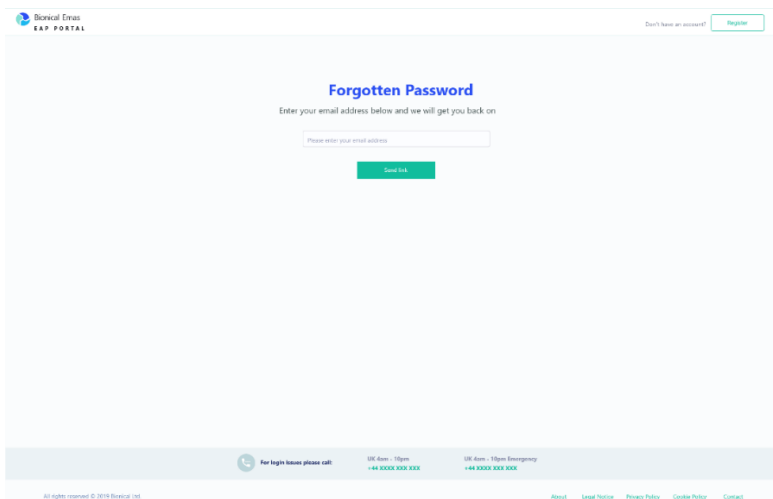 Bionical Emas
EAP PORTAL
Don't have an account?
Register
Forgotten Password
Enter your email address below and we will get you back on
Please enter your email address
Send link
For login issues please call:
UK 4am - 10pm
+44 XXXX XXX XXX
UK 4am - 10pm Emergency
+44 XXXX XXX XXX
All rights reserved © 2019 Bionical Ltd.
About
Legal Notice
Privacy Policy
Cookie Policy
Contact